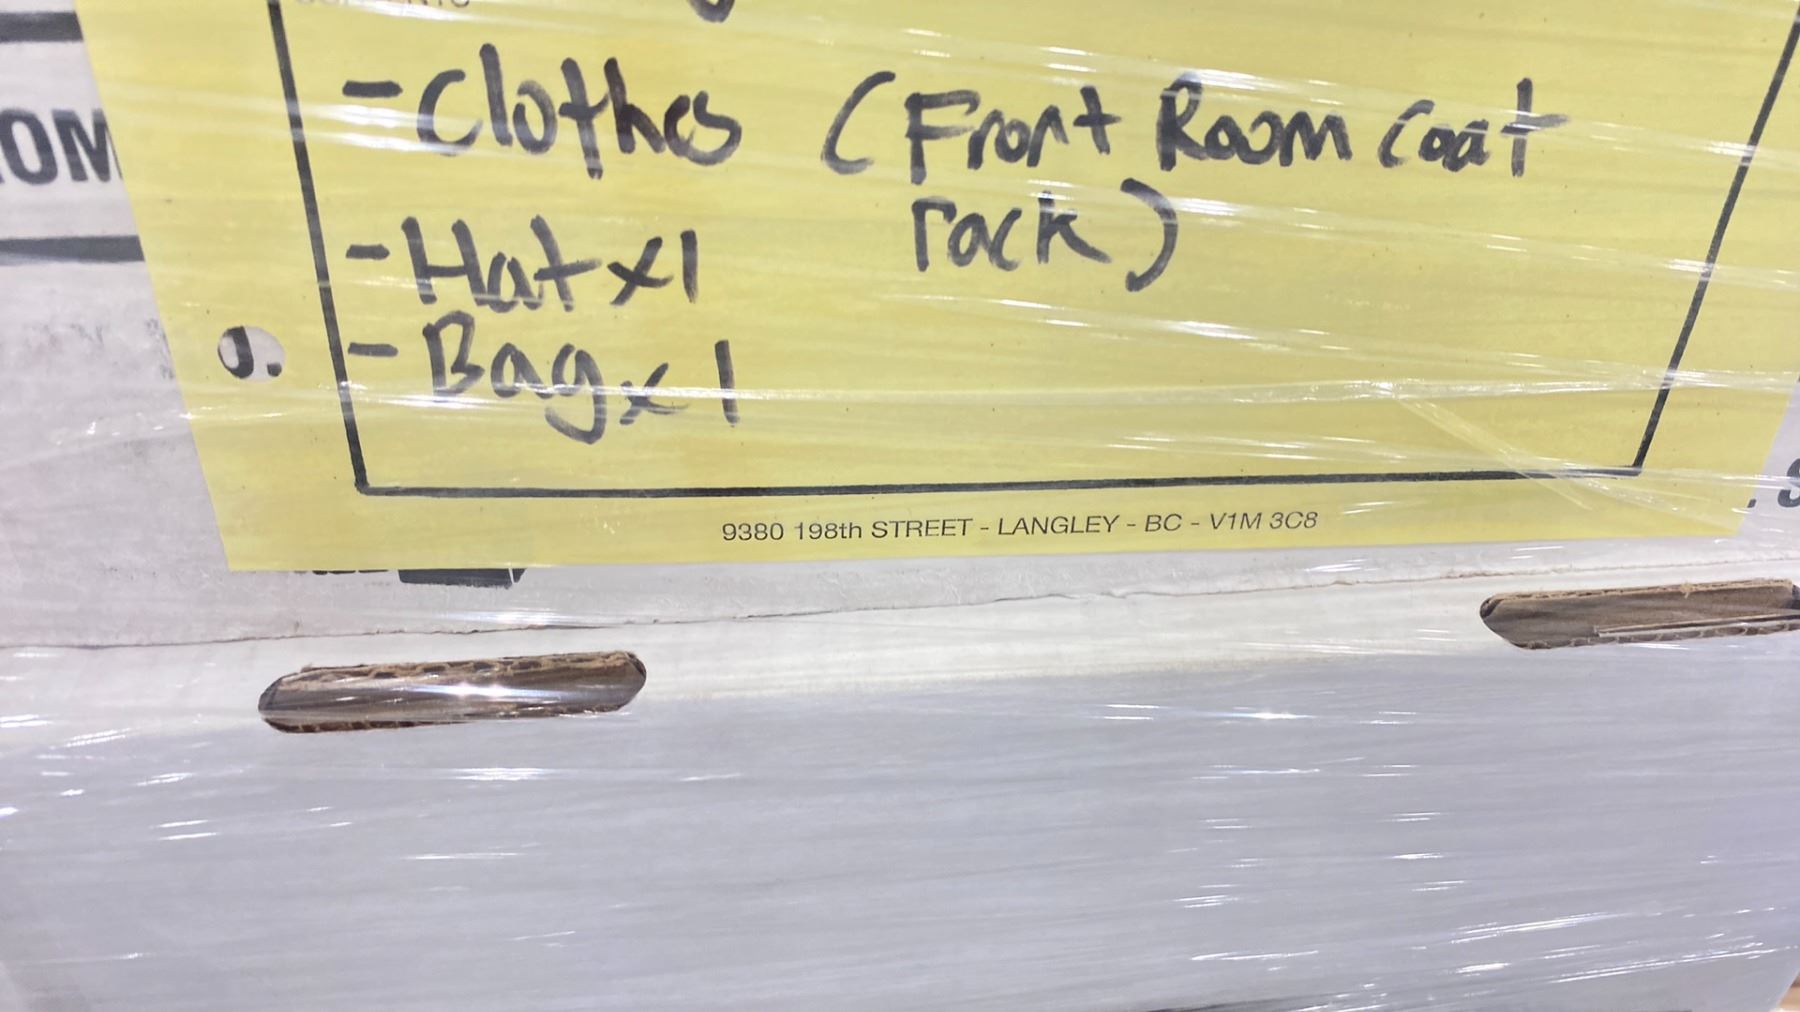 - Clothes (Front Room coat
rack)
- Hat x1
- Bag x1
9380 198th STREET - LANGLEY - BC - V1M 3C8